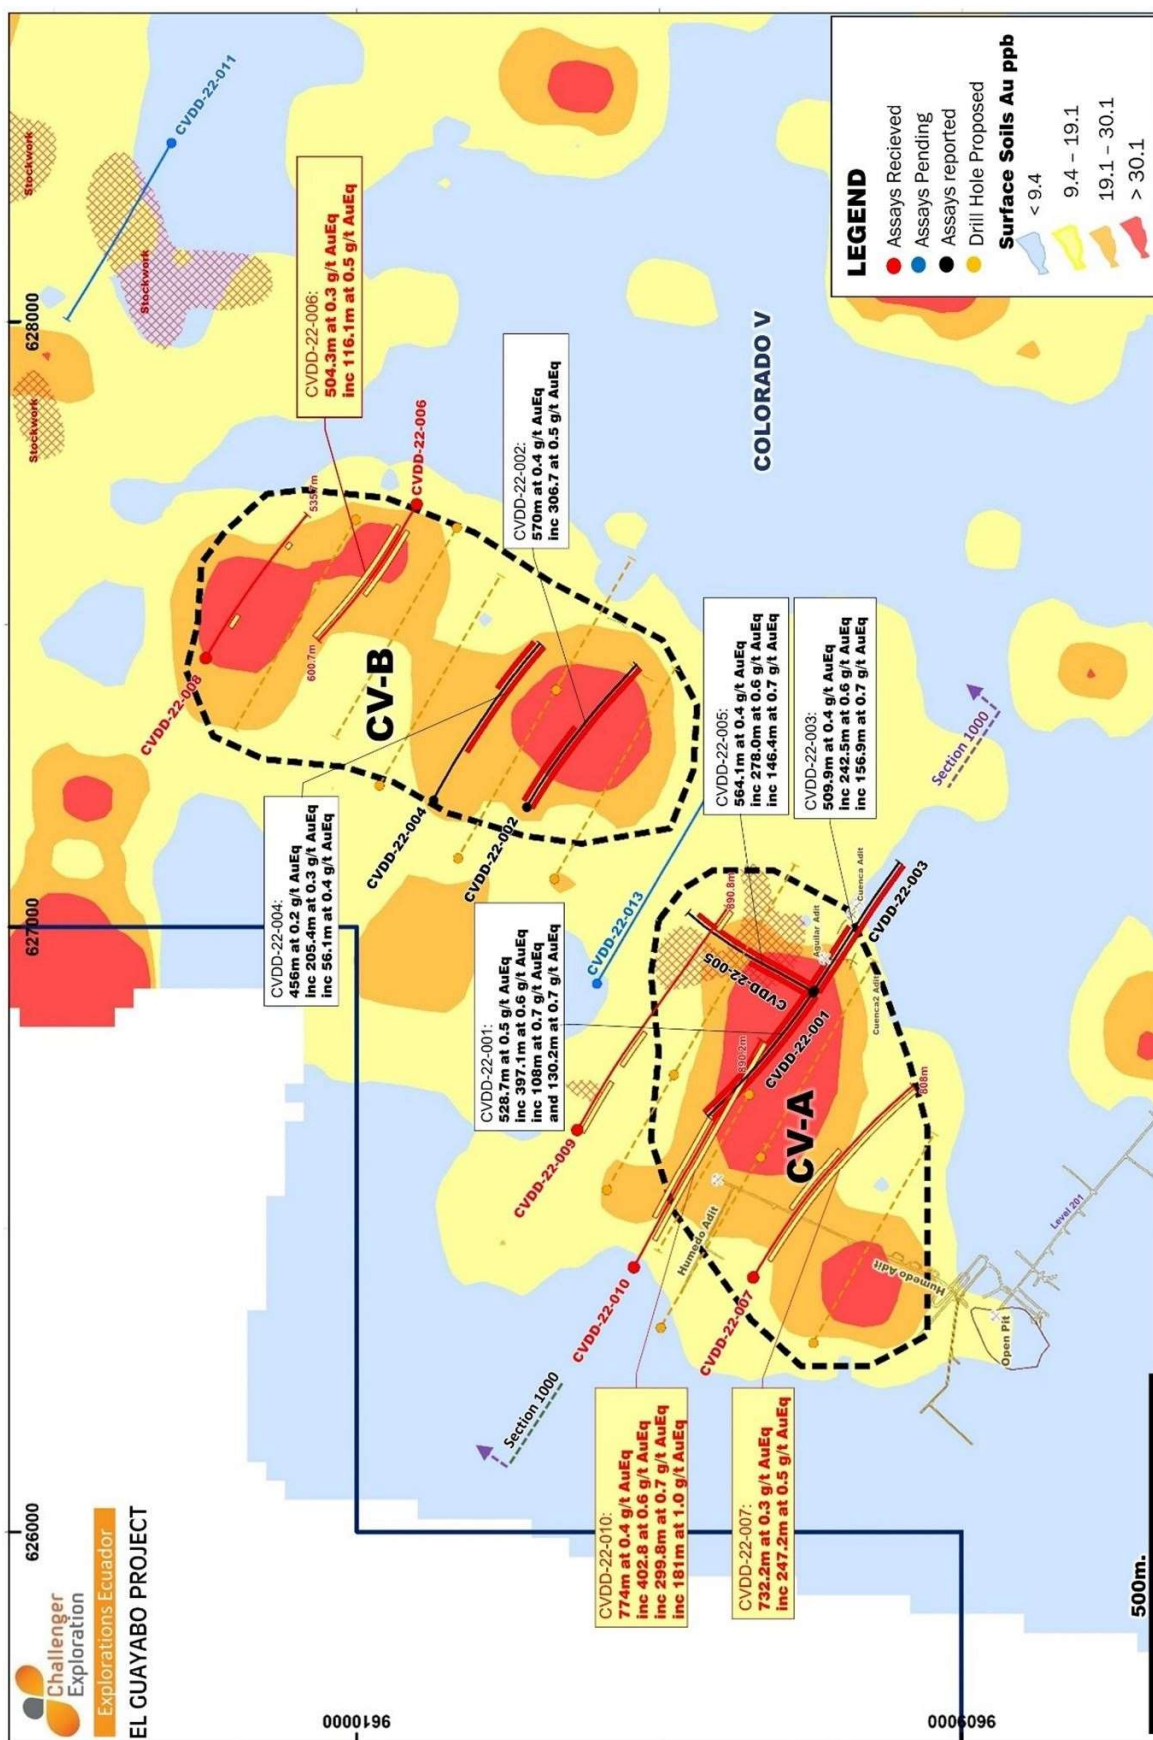 Challenger
Exploration
Explorations Ecuador
EL GUAYABO PROJECT
626000
627000
628000
9610000
9609000
500m.
Stockwork
Stockwork
Stockwork
CVDD-22-011
CVDD-22-006:
504.3m at 0.3 g/t AuEq
inc 116.1m at 0.5 g/t AuEq
CVDD-22-006
535.7m
600.7m
CVDD-22-008
CV-B
CVDD-22-002:
570m at 0.4 g/t AuEq
inc 306.7 at 0.5 g/t AuEq
CVDD-22-004
CVDD-22-002
CVDD-22-004:
456m at 0.2 g/t AuEq
inc 205.4m at 0.3 g/t AuEq
inc 56.1m at 0.4 g/t AuEq
CVDD-22-013
CVDD-22-001:
528.7m at 0.5 g/t AuEq
inc 397.1m at 0.6 g/t AuEq
inc 108m at 0.7 g/t AuEq
and 130.2m at 0.7 g/t AuEq
CVDD-22-005:
564.1m at 0.4 g/t AuEq
inc 278.0m at 0.6 g/t AuEq
inc 146.4m at 0.7 g/t AuEq
CVDD-22-003:
509.9m at 0.4 g/t AuEq
inc 242.5m at 0.6 g/t AuEq
inc 156.9m at 0.7 g/t AuEq
COLORADO V
Section 1000
CVDD-22-009
890.8m
CVDD-22-005
Aguilar Adit
Cuenca Adit
CVDD-22-003
Cuenca2 Adit
CVDD-22-001
890.2m
CV-A
808m
CVDD-22-010
Humedo Adit
CVDD-22-007
Humedo Adit
Level 201
Open Pit
Section 1000
CVDD-22-010:
774m at 0.4 g/t AuEq
inc 402.8 at 0.6 g/t AuEq
inc 299.8m at 0.7 g/t AuEq
inc 181m at 1.0 g/t AuEq
CVDD-22-007:
732.2m at 0.3 g/t AuEq
inc 247.2m at 0.5 g/t AuEq
LEGEND
Assays Recieved
Assays Pending
Assays reported
Drill Hole Proposed
Surface Soils Au ppb
< 9.4
9.4 – 19.1
19.1 – 30.1
> 30.1